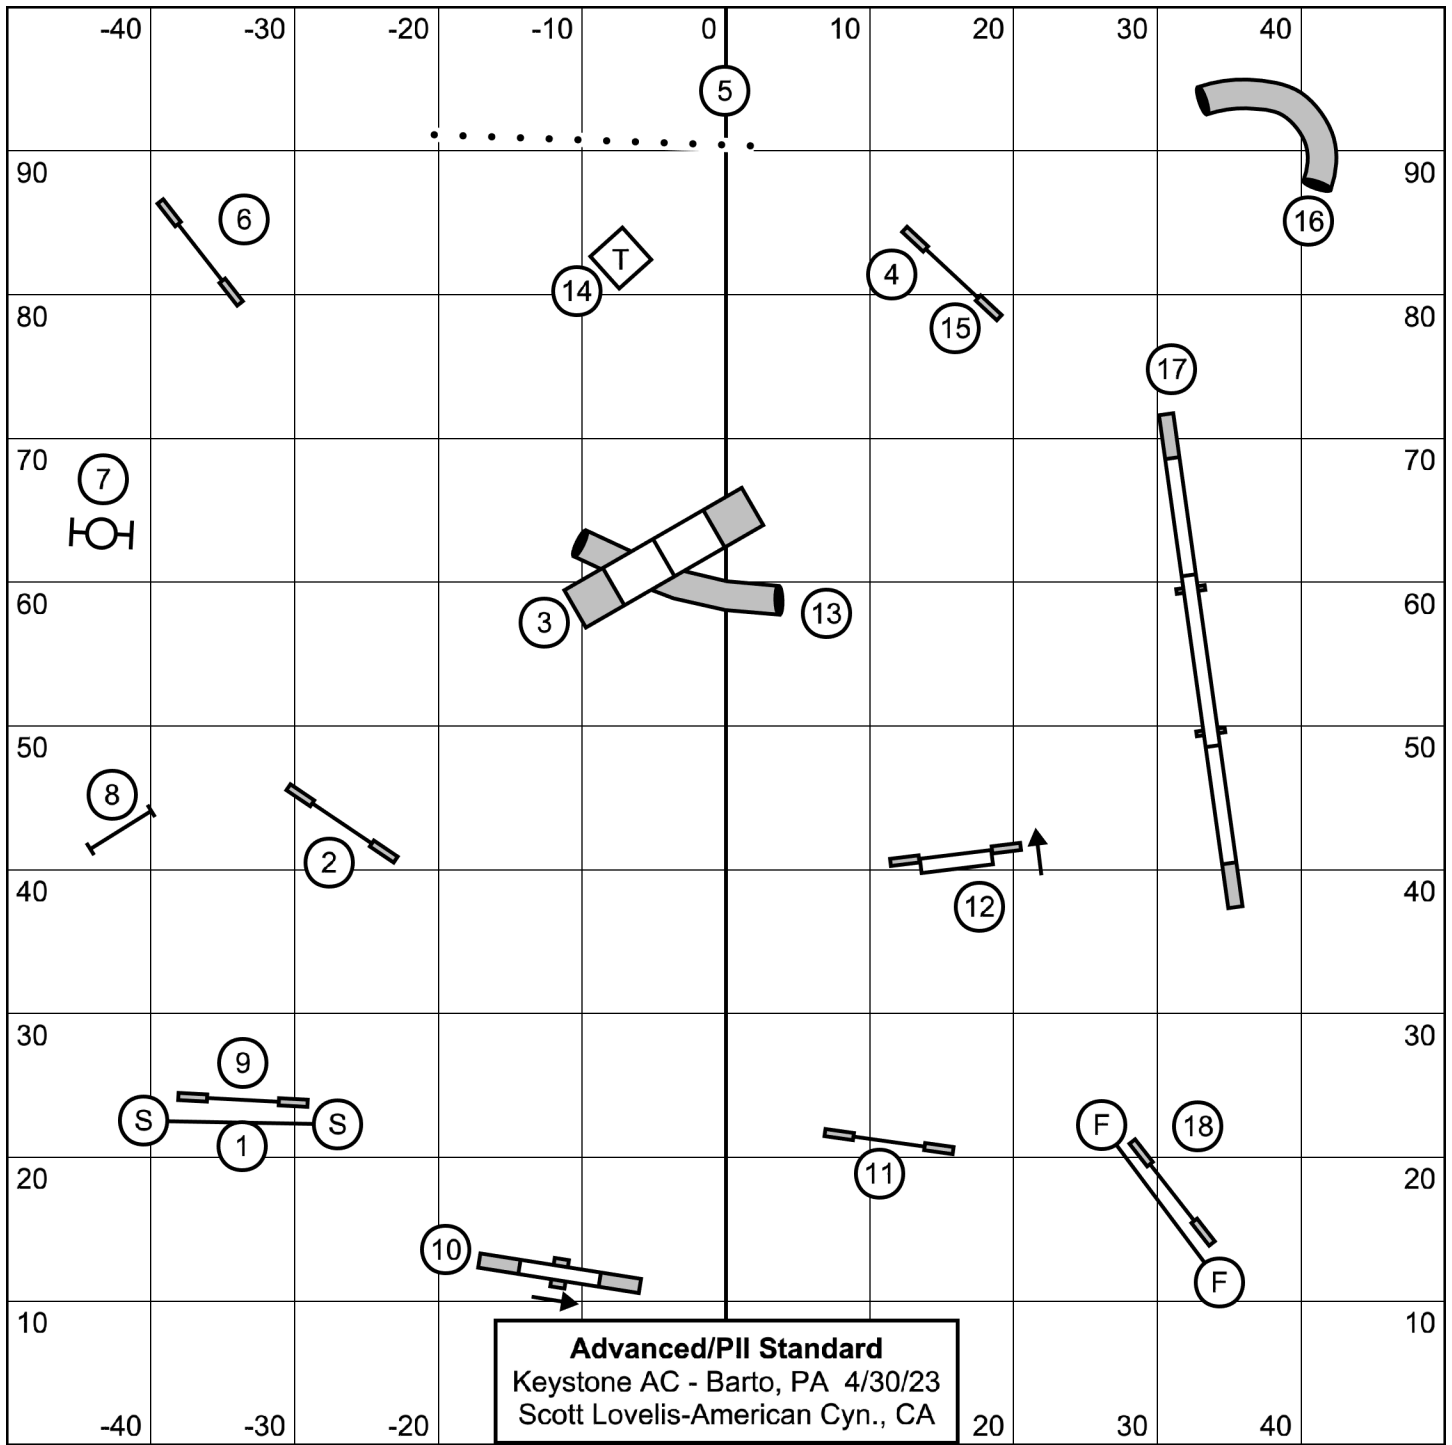 -40 -30 -20 -10 0 10 20 30 40
5
90 90
6 16
T
4
14
80 15 80
17
70 70
7
60 60
3 13
50 50
8
2
40 40
12
30 30
9
S S F 18
1
20 11 20
10
F
10 10
Advanced/PII Standard
Keystone AC - Barto, PA 4/30/23
Scott Lovelis-American Cyn., CA
-40 -30 -20 20 30 40